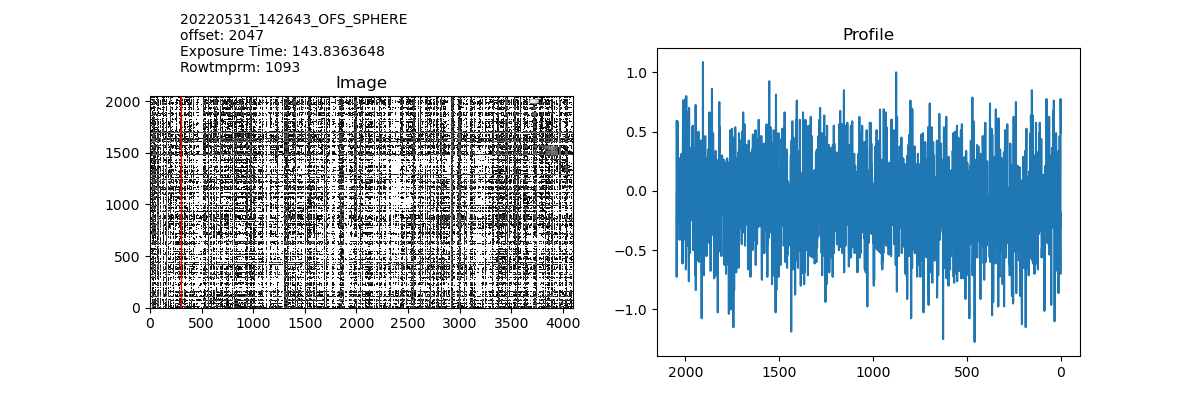 20220531_142643_OFS_SPHERE
offset: 2047
Exposure Time: 143.8363648
Rowtmprm: 1093
Image
2000
1500
1000
500
0
0 500 1000 1500 2000 2500 3000 3500 4000
Profile
1.0
0.5
0.0
−0.5
−1.0
2000 1500 1000 500 0